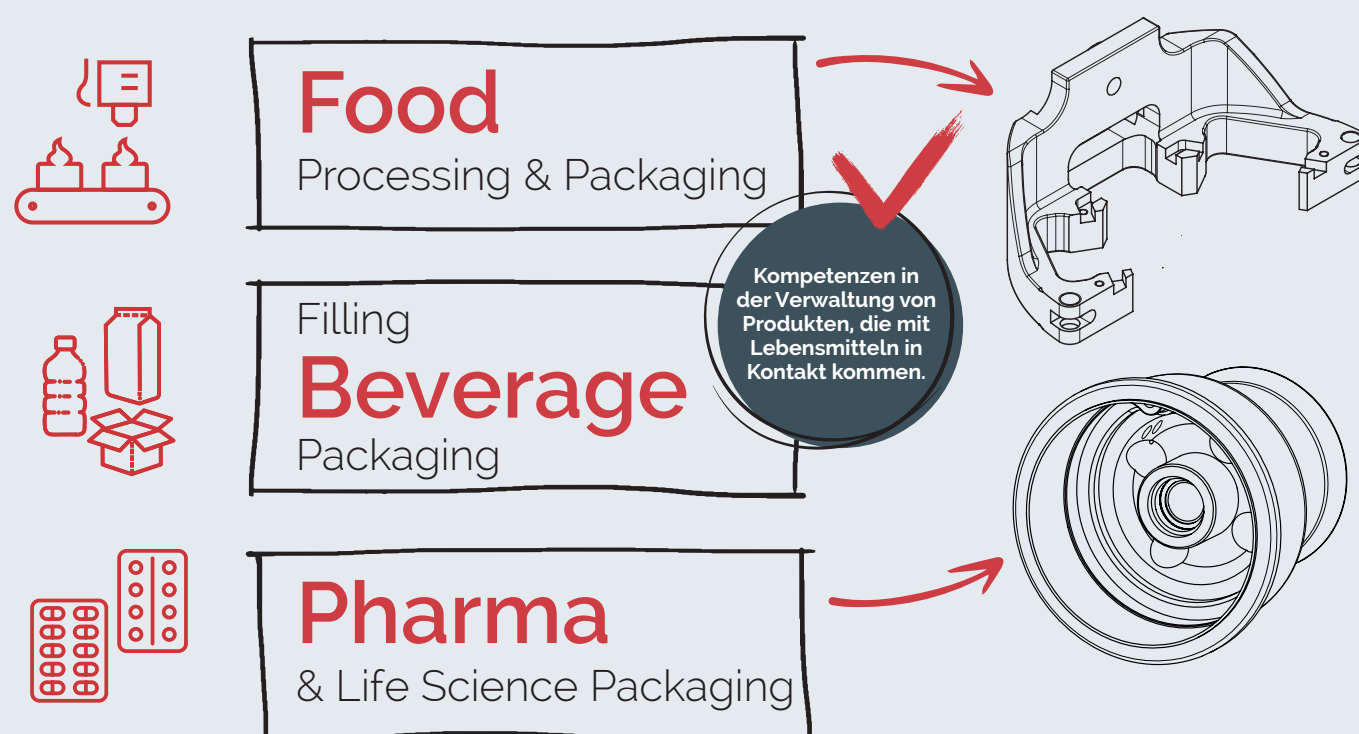 Food
Processing & Packaging
Filling
Beverage
Packaging
Kompetenzen in
der Verwaltung von
Produkten, die mit
Lebensmitteln in
Kontakt kommen.
Pharma
& Life Science Packaging